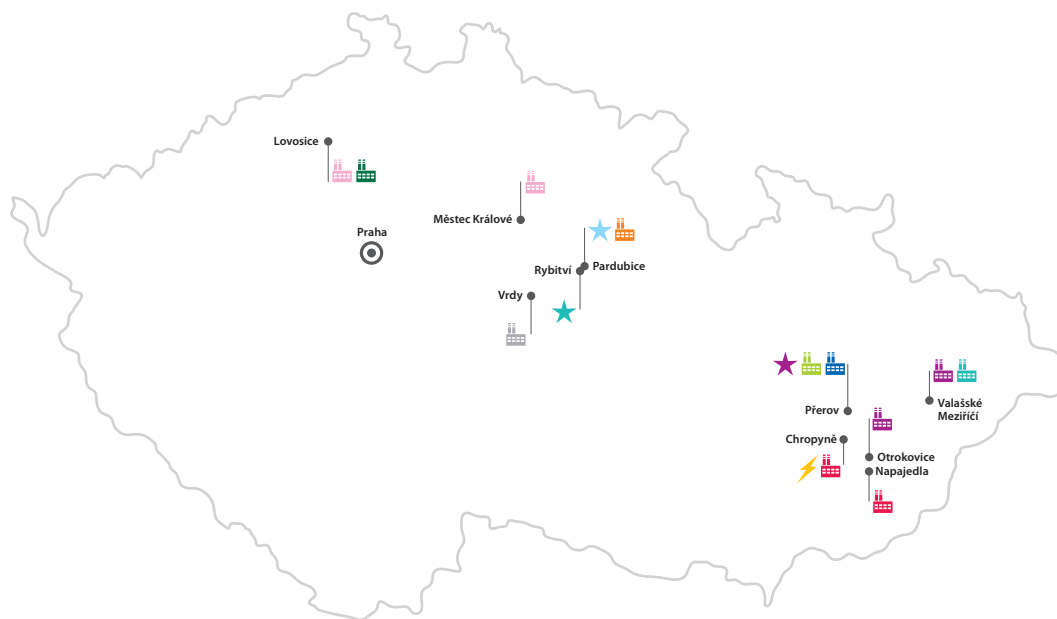 Lovosice
Městec Králové
Praha
Rybitví
Pardubice
Vrdy
Přerov
Valašské
Meziříčí
Chropyně
Otrokovice
Napajedla